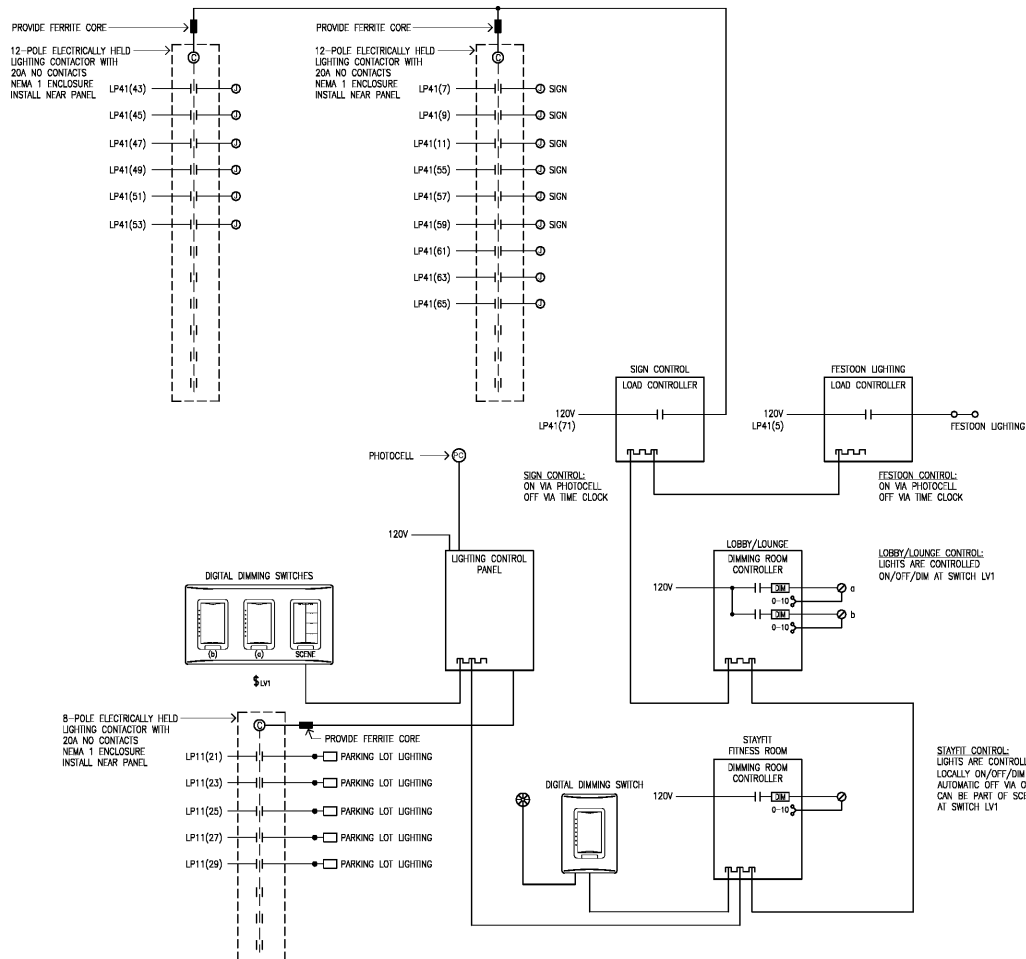 PROVIDE FERRITE CORE
12-POLE ELECTRICALLY HELD
LIGHTING CONTACTOR WITH
20A NO CONTACTS
NEMA 1 ENCLOSURE
INSTALL NEAR PANEL
C
LP41(43)
J
LP41(45)
J
LP41(47)
J
LP41(49)
J
LP41(51)
J
LP41(53)
J
PROVIDE FERRITE CORE
12-POLE ELECTRICALLY HELD
LIGHTING CONTACTOR WITH
20A NO CONTACTS
NEMA 1 ENCLOSURE
INSTALL NEAR PANEL
C
LP41(7)
J SIGN
LP41(9)
J SIGN
LP41(11)
J SIGN
LP41(55)
J SIGN
LP41(57)
J SIGN
LP41(59)
J SIGN
LP41(61)
J
LP41(63)
J
LP41(65)
J
SIGN CONTROL
LOAD CONTROLLER
120V
LP41(71)
FESTOON LIGHTING
LOAD CONTROLLER
120V
LP41(5)
FESTOON LIGHTING
SIGN CONTROL:
ON VIA PHOTOCELL
OFF VIA TIME CLOCK
FESTOON CONTROL:
ON VIA PHOTOCELL
OFF VIA TIME CLOCK
PHOTOCELL
PC
120V
LIGHTING CONTROL
PANEL
DIGITAL DIMMING SWITCHES
(b)
(a)
SCENE
$LV1
LOBBY/LOUNGE
DIMMING ROOM
CONTROLLER
120V
DIM
a
0-10
DIM
b
0-10
LOBBY/LOUNGE CONTROL:
LIGHTS ARE CONTROLLED
ON/OFF/DIM AT SWITCH LV1
8-POLE ELECTRICALLY HELD
LIGHTING CONTACTOR WITH
20A NO CONTACTS
NEMA 1 ENCLOSURE
INSTALL NEAR PANEL
C
PROVIDE FERRITE CORE
LP11(21)
PARKING LOT LIGHTING
LP11(23)
PARKING LOT LIGHTING
LP11(25)
PARKING LOT LIGHTING
LP11(27)
PARKING LOT LIGHTING
LP11(29)
PARKING LOT LIGHTING
DIGITAL DIMMING SWITCH
STAYFIT
FITNESS ROOM
DIMMING ROOM
CONTROLLER
120V
DIM
0-10
STAYFIT CONTROL:
LIGHTS ARE CONTROLL
LOCALLY ON/OFF/DIM
AUTOMATIC OFF VIA O
CAN BE PART OF SCE
AT SWITCH LV1